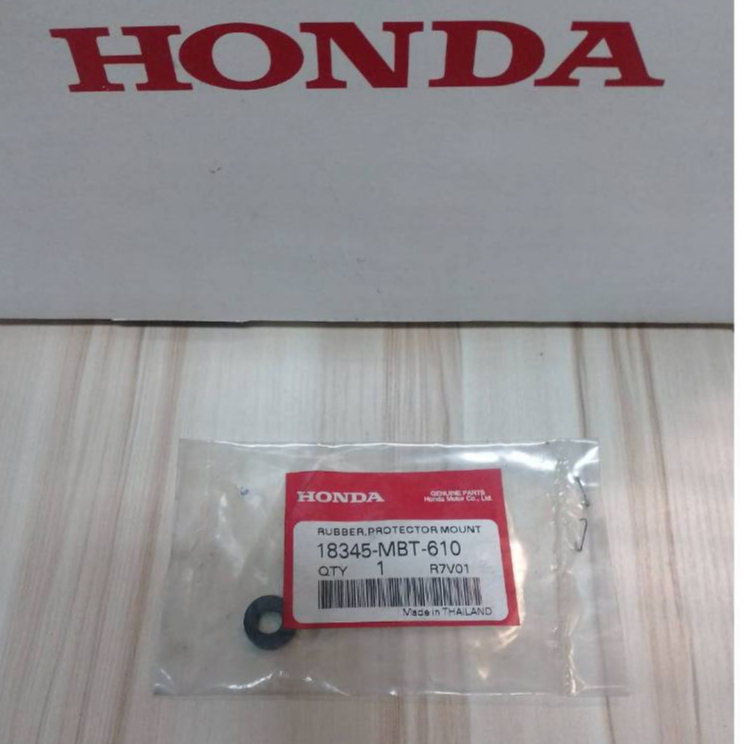 HONDA
HONDA
GENUINE PARTS
Honda Motor Co., Ltd.
RUBBER,PROTECTOR MOUNT
18345-MBT-610
QTY 1 R7V01
Made in THAILAND